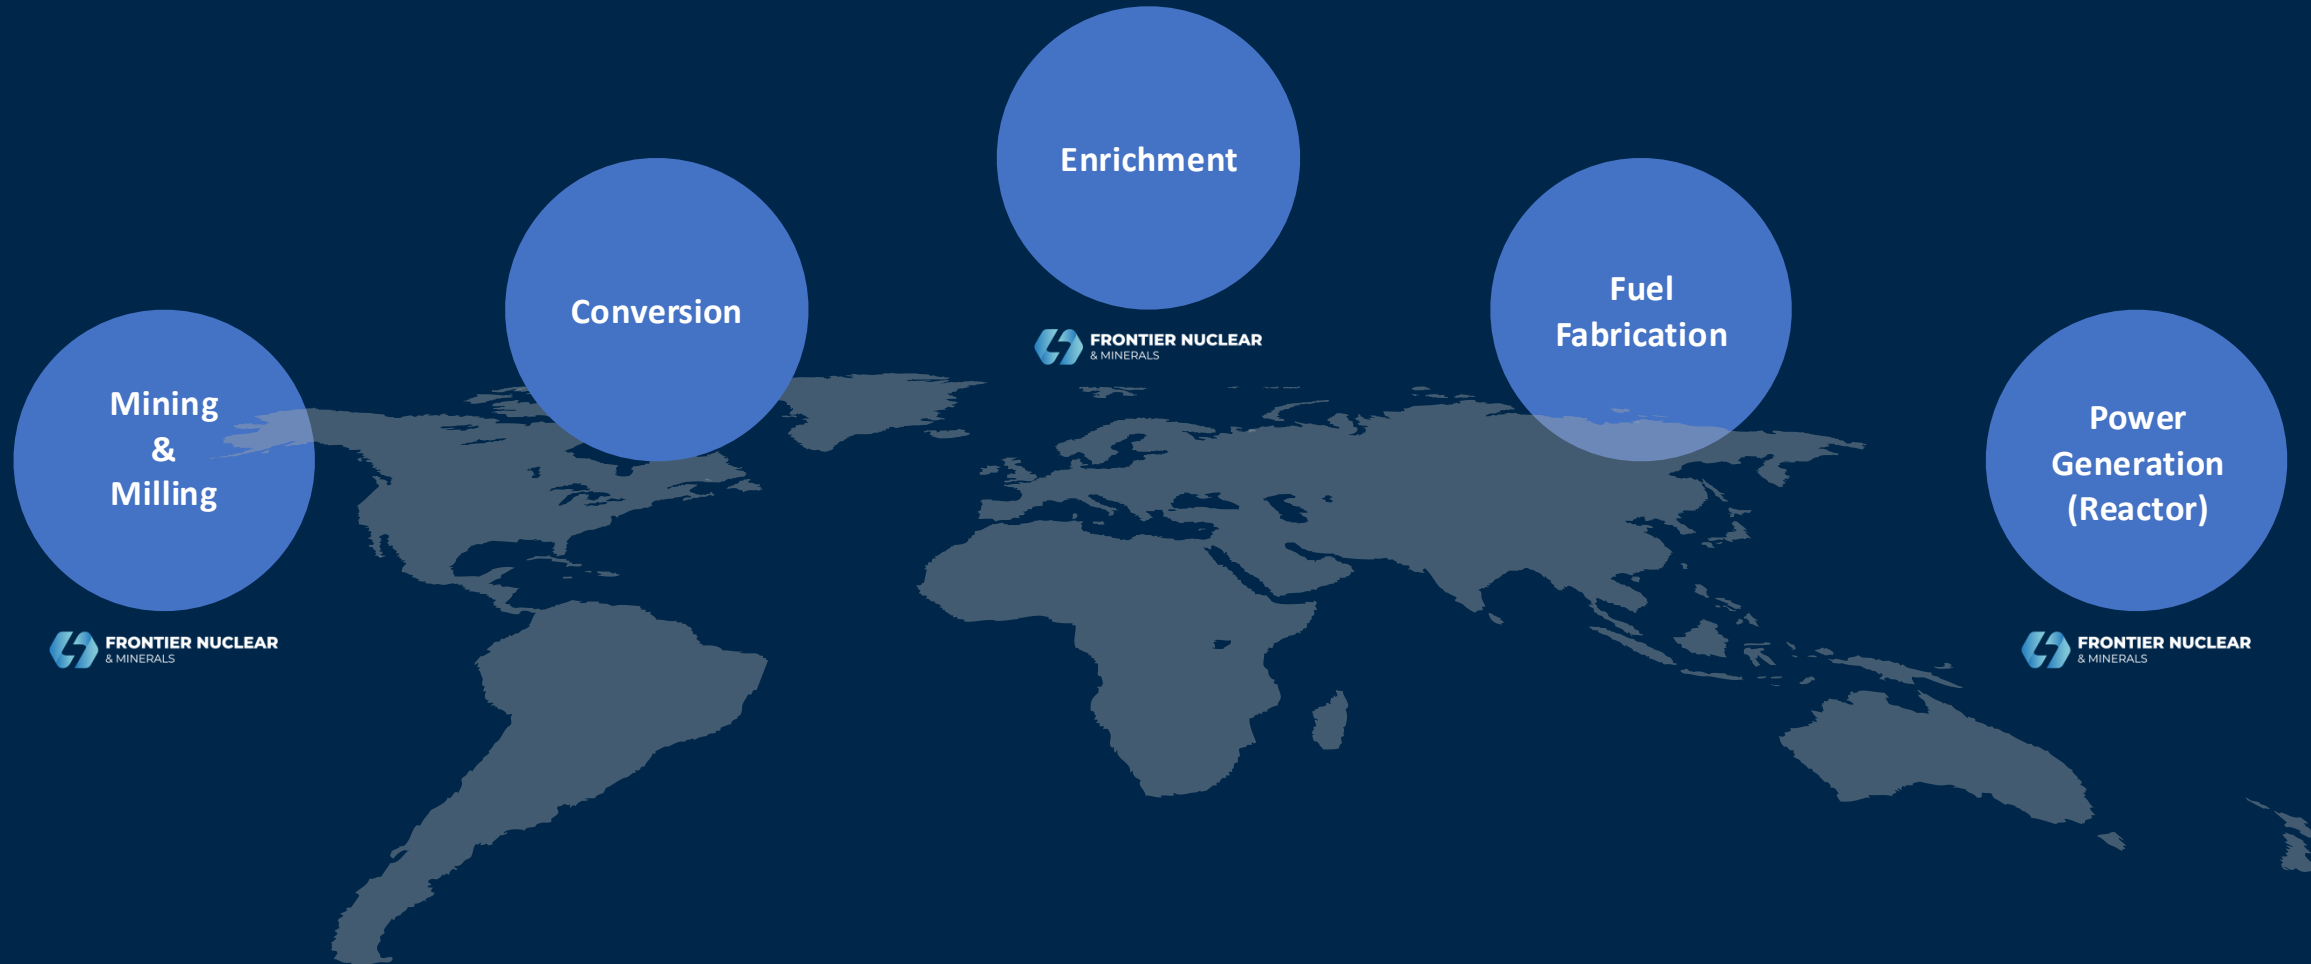 Mining
&
Milling
FRONTIER NUCLEAR
& MINERALS
Conversion
Enrichment
FRONTIER NUCLEAR
& MINERALS
Fuel
Fabrication
Power
Generation
(Reactor)
FRONTIER NUCLEAR
& MINERALS